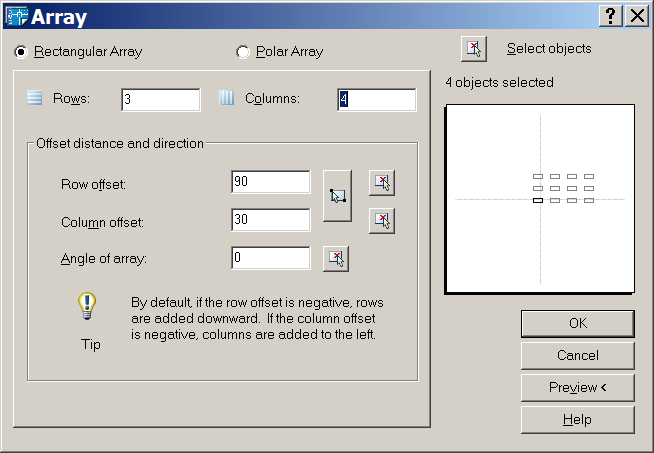 Array
Rectangular Array
Polar Array
Select objects
4 objects selected
Rows:
3
Columns:
4
Offset distance and direction
Row offset:
90
Column offset:
30
Angle of array:
0
By default, if the row offset is negative, rows
are added downward. If the column offset
is negative, columns are added to the left.
Tip
OK
Cancel
Preview <
Help